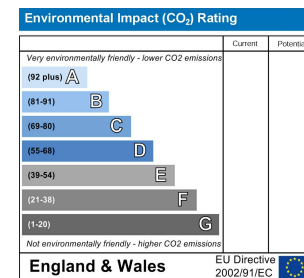 Environmental Impact (CO₂) Rating
Current Potentia
Very environmentally friendly - lower CO2 emissions
(92 plus) A
(81-91) B
(69-80) C
(55-68) D
(39-54) E
(21-38) F
(1-20) G
Not environmentally friendly - higher CO2 emissions
England & Wales
EU Directive
2002/91/EC